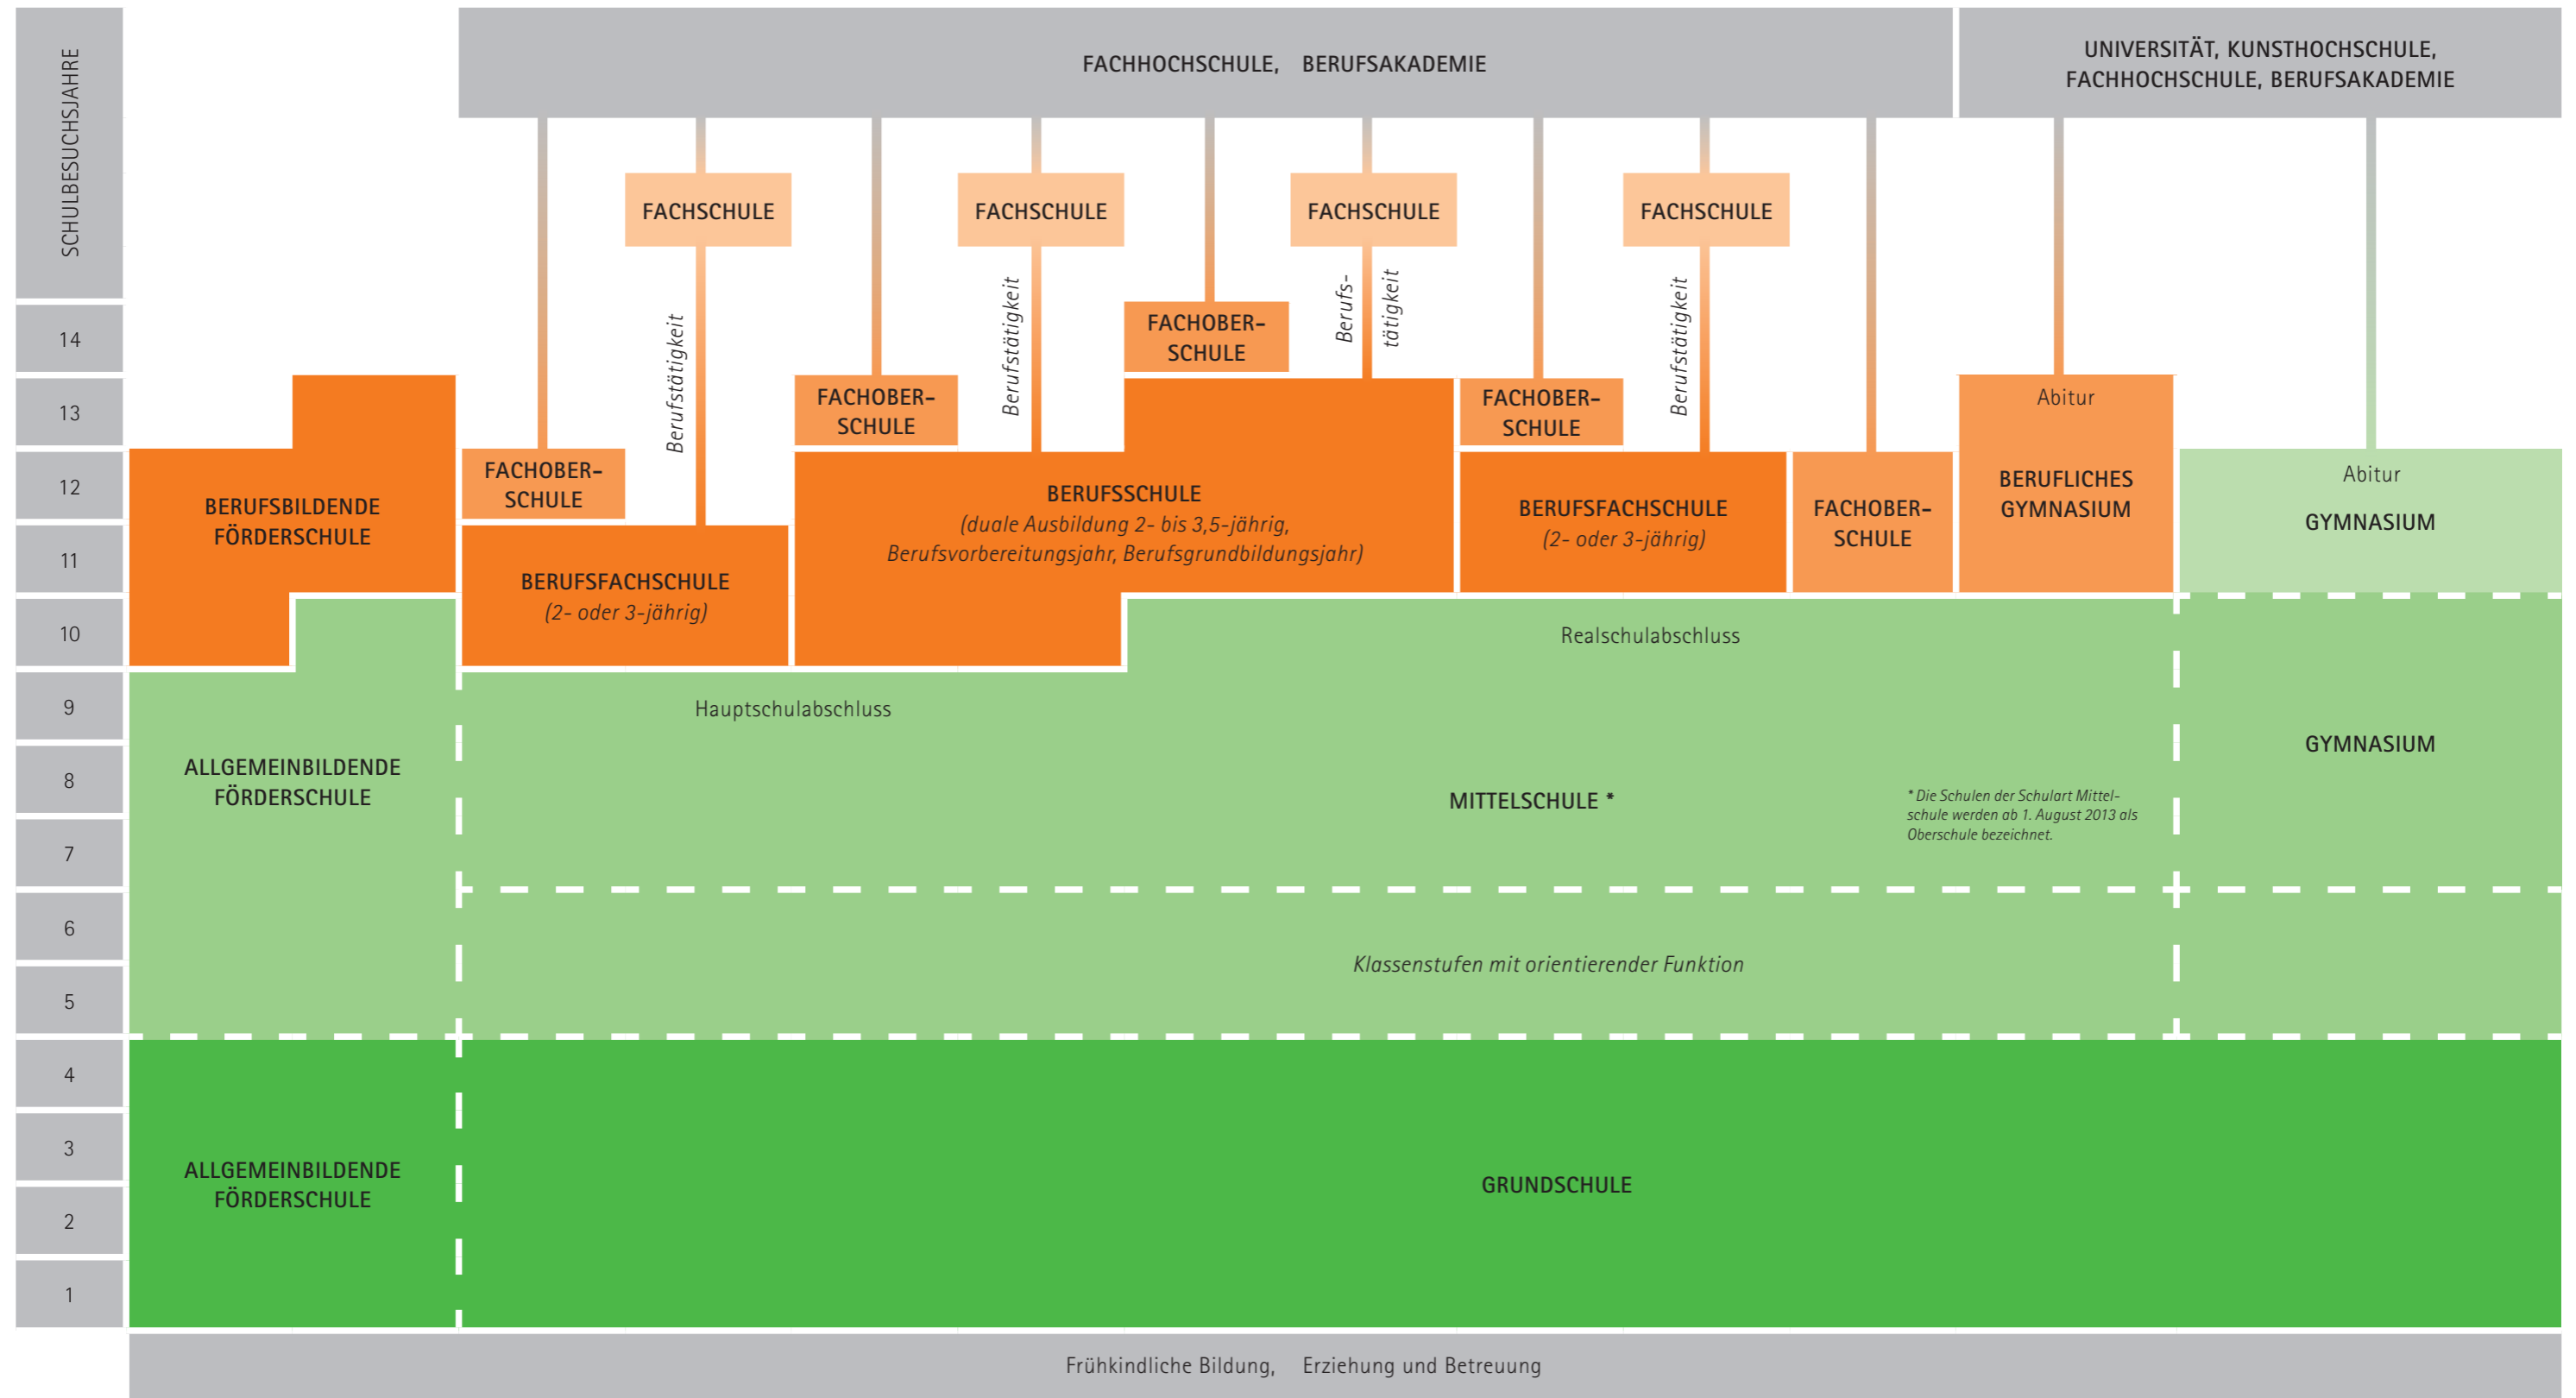 SCHULBESUCHSJAHRE
FACHHOCHSCHULE, BERUFSAKADEMIE
UNIVERSITÄT, KUNSTHOCHSCHULE,
FACHHOCHSCHULE, BERUFSAKADEMIE
FACHSCHULE
FACHSCHULE
FACHSCHULE
FACHSCHULE
Berufstätigkeit
Berufstätigkeit
Berufs-
tätigkeit
Berufstätigkeit
14
FACHOBER-
SCHULE
13
FACHOBER-
SCHULE
FACHOBER-
SCHULE
Abitur
12
FACHOBER-
SCHULE
BERUFSBILDENDE
FÖRDERSCHULE
BERUFSSCHULE
(duale Ausbildung 2- bis 3,5-jährig,
Berufsvorbereitungsjahr, Berufsgrundbildungsjahr)
BERUFSFACHSCHULE
(2- oder 3-jährig)
FACHOBER-
SCHULE
BERUFLICHES
GYMNASIUM
Abitur
GYMNASIUM
11
BERUFSFACHSCHULE
(2- oder 3-jährig)
10
Realschulabschluss
9
Hauptschulabschluss
GYMNASIUM
8
ALLGEMEINBILDENDE
FÖRDERSCHULE
MITTELSCHULE *
* Die Schulen der Schulart Mittel-
schule werden ab 1. August 2013 als
Oberschule bezeichnet.
7
6
Klassenstufen mit orientierender Funktion
5
4
3
ALLGEMEINBILDENDE
FÖRDERSCHULE
GRUNDSCHULE
2
1
Frühkindliche Bildung, Erziehung und Betreuung